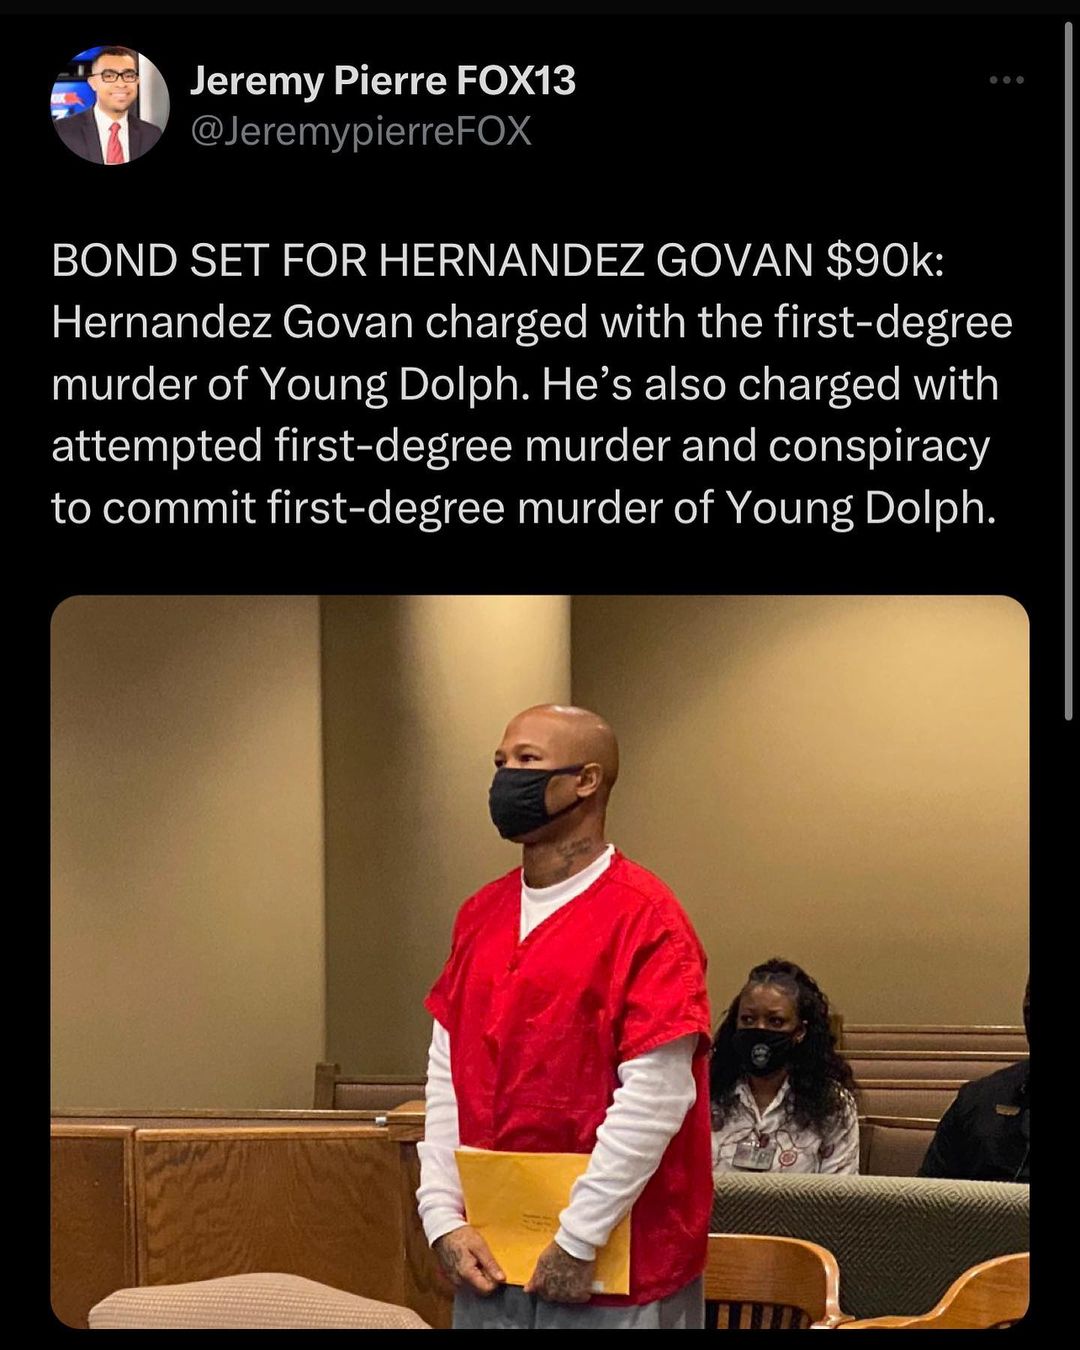 Jeremy Pierre FOX13
@JeremypierreFOX
BOND SET FOR HERNANDEZ GOVAN $90k:
Hernandez Govan charged with the first-degree
murder of Young Dolph. He’s also charged with
attempted first-degree murder and conspiracy
to commit first-degree murder of Young Dolph.